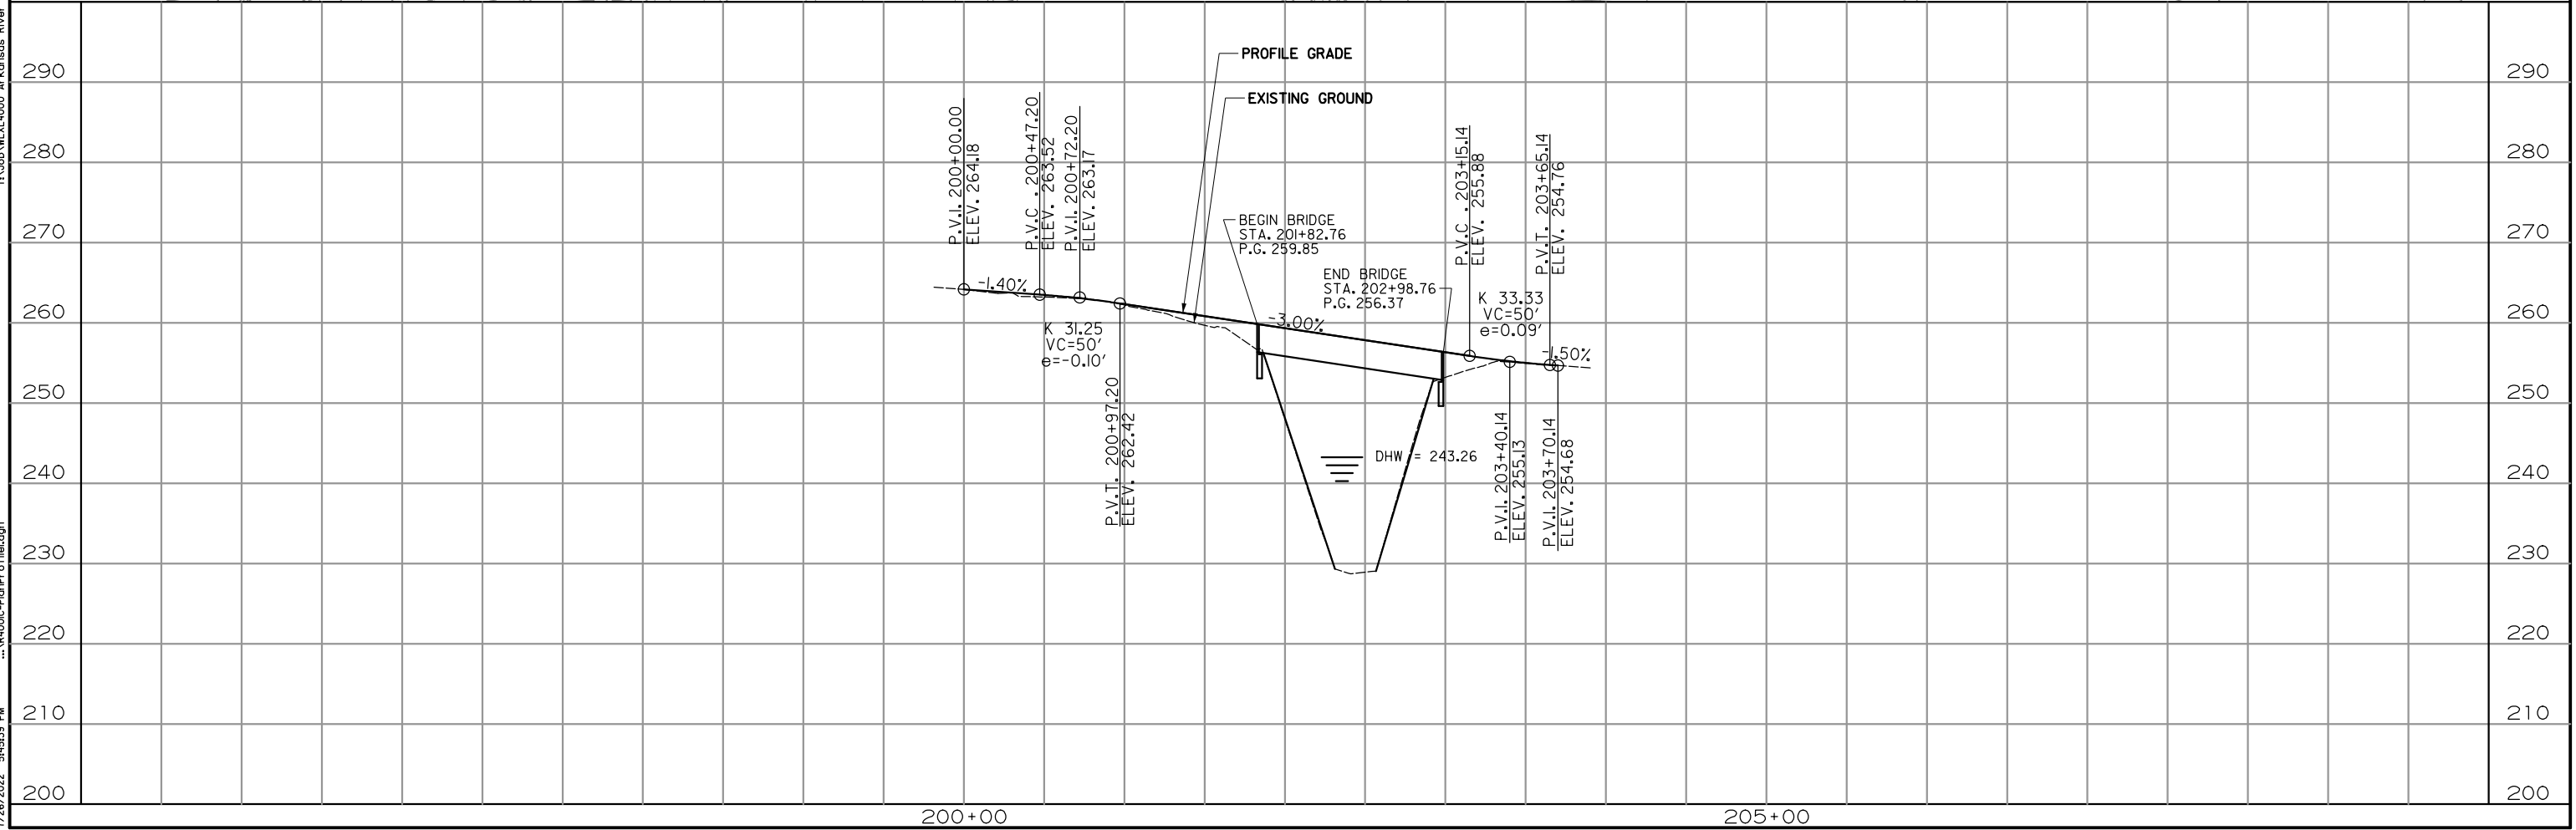 PROFILE GRADE
EXISTING GROUND
290
290
280
280
270
270
260
260
250
250
240
240
230
230
220
220
210
210
200
200
P.V.I. 200+00.00
ELEV. 264.18
P.V.C . 200+47.20
ELEV. 263.52
P.V.I. 200+72.20
ELEV. 263.17
P.V.C . 203+15.14
ELEV. 255.88
P.V.T. 203+65.14
ELEV. 254.76
BEGIN BRIDGE
STA. 201+82.76
P.G. 259.85
END BRIDGE
STA. 202+98.76
P.G. 256.37
-1.40%
-3.00%
-1.50%
K 31.25
VC=50'
e=-0.10'
K 33.33
VC=50'
e=0.09'
P.V.T. 200+97.20
ELEV. 262.42
DHW = 243.26
P.V.I. 203+40.14
ELEV. 255.13
P.V.I. 203+70.14
ELEV. 254.68
200+00
205+00
Arkansas River